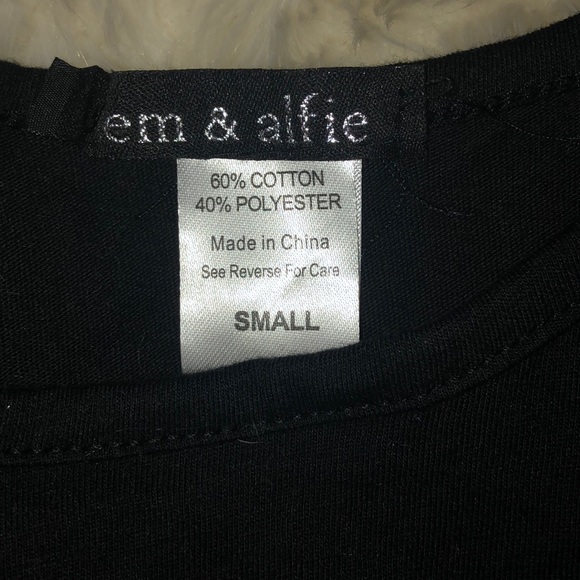 em & alfie
60% COTTON
40% POLYESTER
Made in China
See Reverse For Care
SMALL